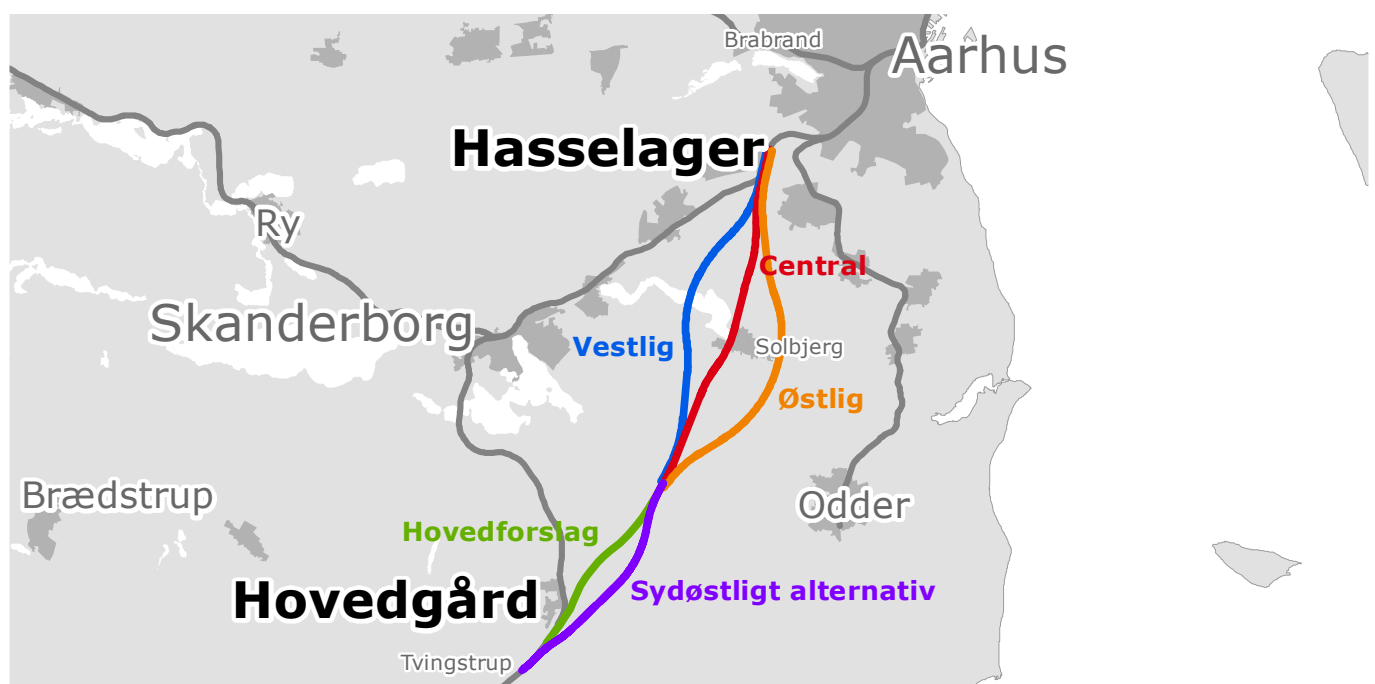 Brabrand
Aarhus
Hasselager
Ry
Central
Skanderborg
Vestlig
Solbjerg
Østlig
Brædstrup
Odder
Hovedforslag
Hovedgård
Sydøstligt alternativ
Tvingstrup